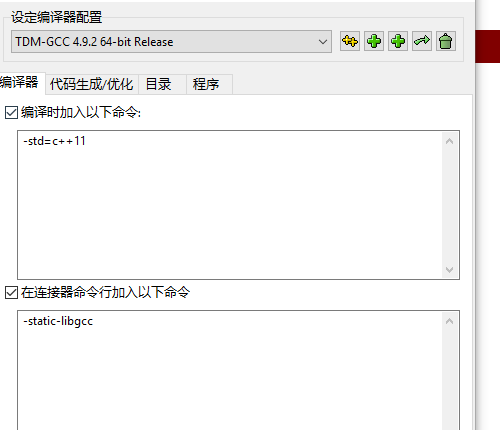 设定编译器配置
TDM-GCC 4.9.2 64-bit Release
编译器 代码生成/优化 目录 程序
编译时加入以下命令:
-std=c++11
在连接器命令行加入以下命令
-static-libgcc